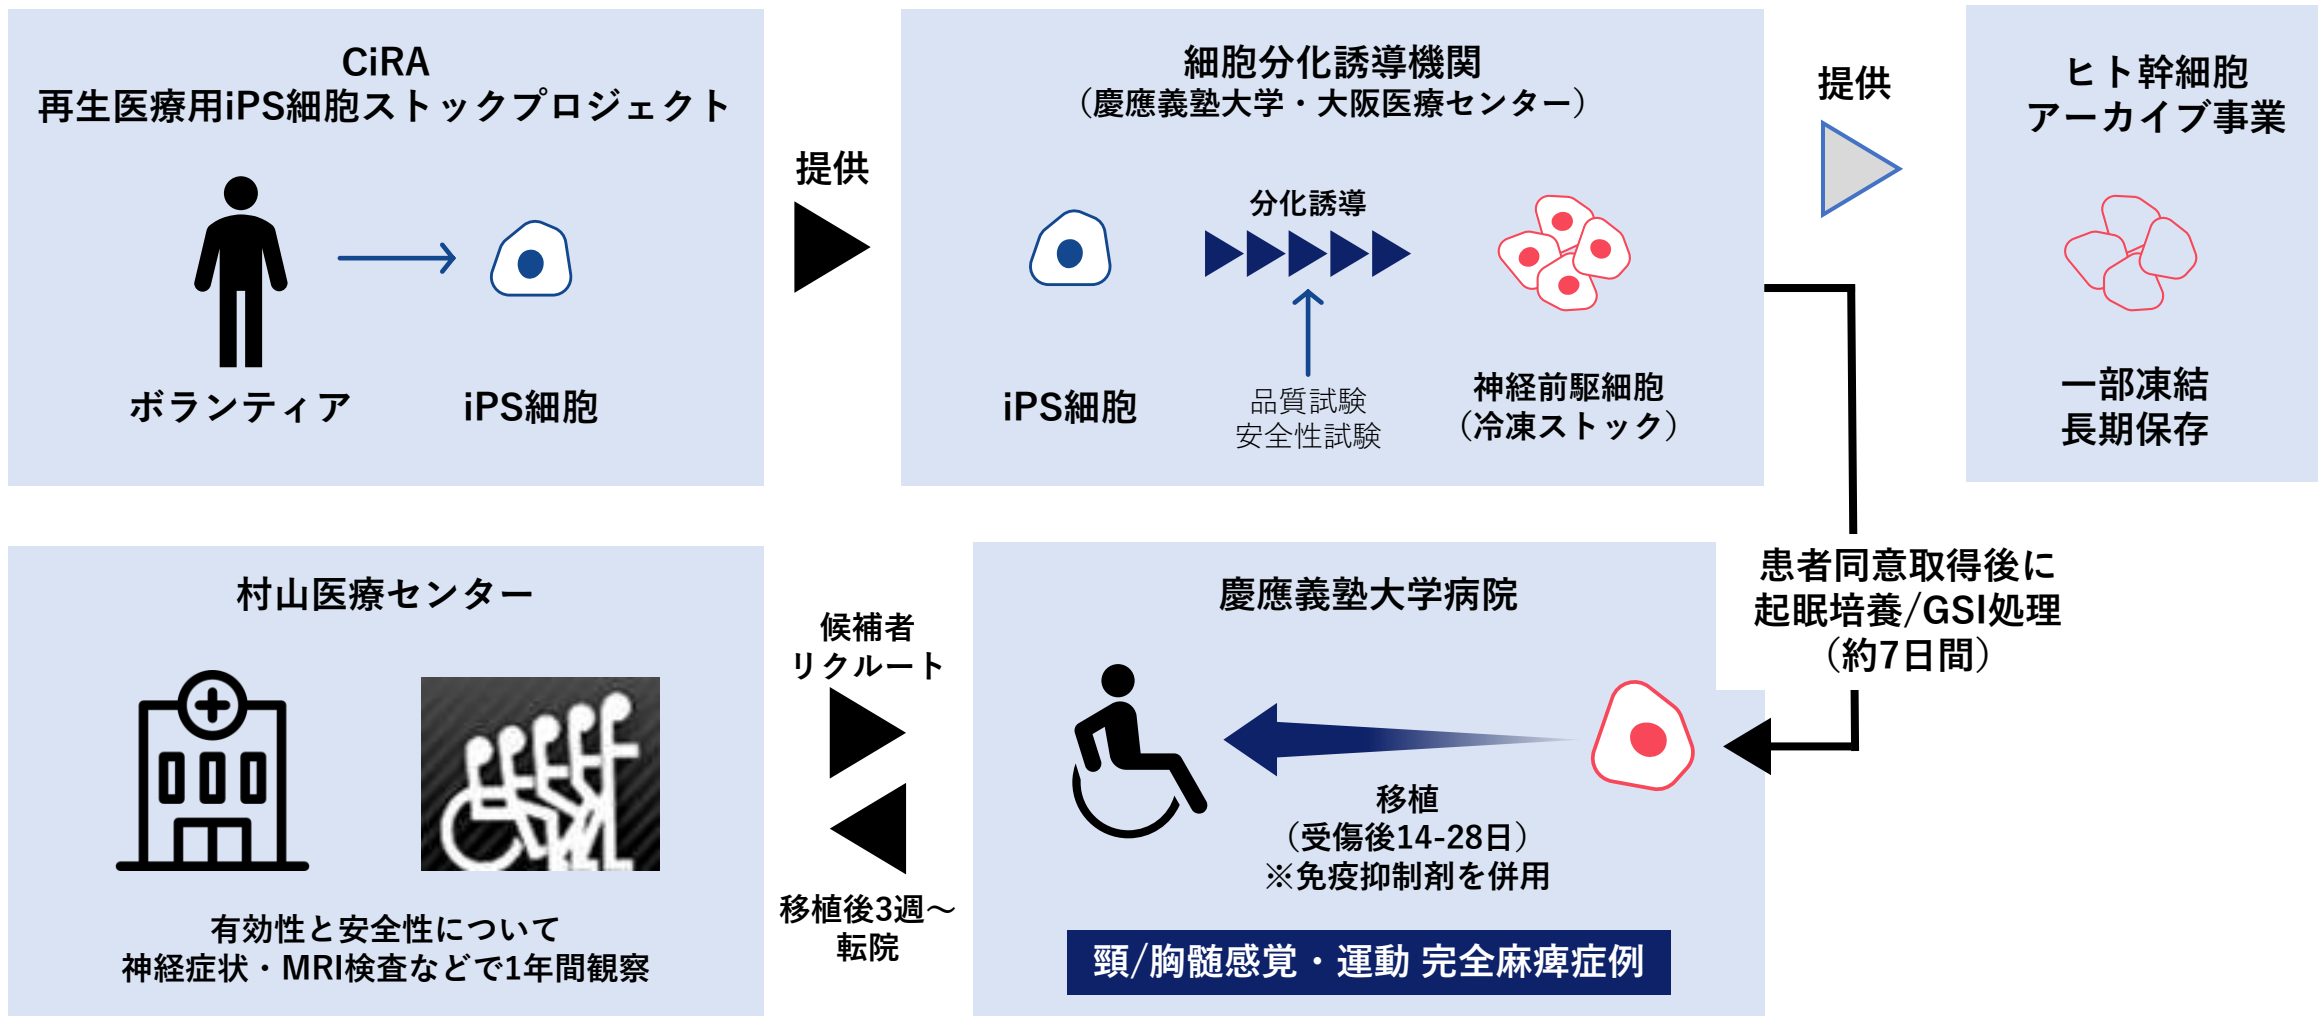 CiRA
再生医療用iPS細胞ストックプロジェクト
ボランティア
iPS細胞
提供
細胞分化誘導機関
（慶應義塾大学・大阪医療センター）
iPS細胞
分化誘導
品質試験
安全性試験
神経前駆細胞
（冷凍ストック）
提供
ヒト幹細胞
アーカイブ事業
一部凍結
長期保存
患者同意取得後に
起眠培養/GSI処理
（約7日間）
村山医療センター
有効性と安全性について
神経症状・MRI検査などで1年間観察
候補者
リクルート
移植後3週～
転院
慶應義塾大学病院
移植
（受傷後14-28日）
※免疫抑制剤を併用
頸/胸髄感覚・運動 完全麻痺症例